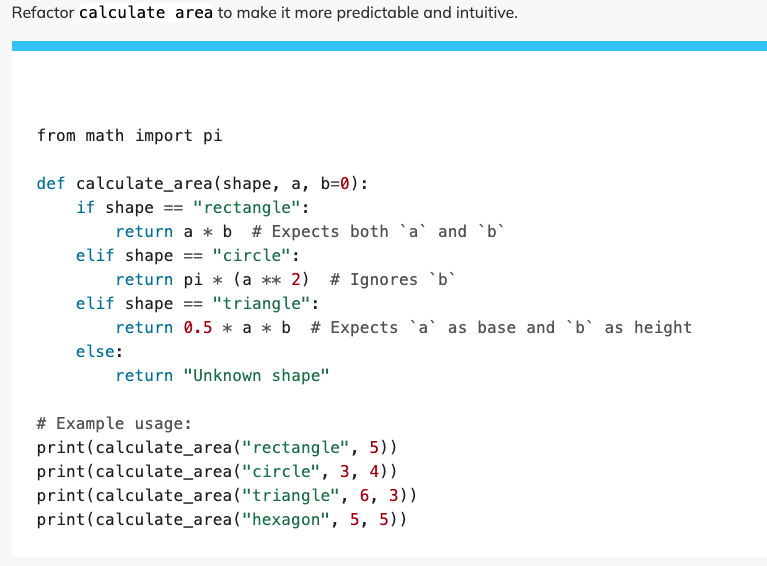 Refactor calculate area to make it more predictable and intuitive.
from math import pi
def calculate_area(shape, a, b=0):
    if shape == "rectangle":
        return a * b  # Expects both `a` and `b`
    elif shape == "circle":
        return pi * (a ** 2)  # Ignores `b`
    elif shape == "triangle":
        return 0.5 * a * b  # Expects `a` as base and `b` as height
    else:
        return "Unknown shape"
# Example usage:
print(calculate_area("rectangle", 5))
print(calculate_area("circle", 3, 4))
print(calculate_area("triangle", 6, 3))
print(calculate_area("hexagon", 5, 5))